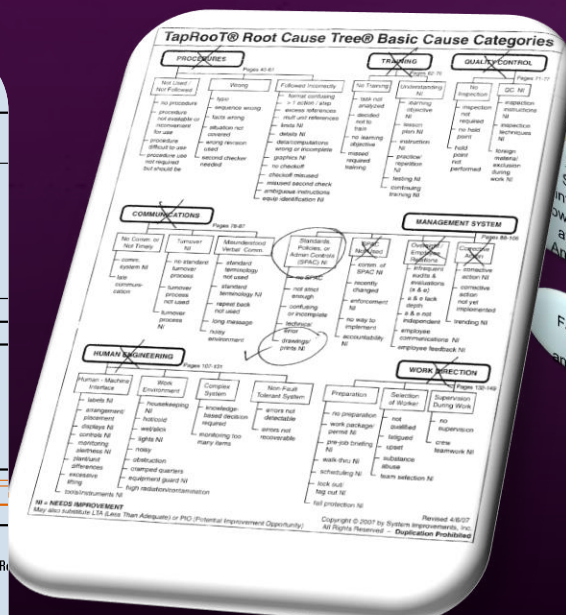 TapRooT® Root Cause Tree® Basic Cause Categories
PROCEDURES
Pages 42-61
Not Used /
Not Followed
no procedure
procedure
not available or
inconvenient
for use
procedure
difficult to use
procedure use
not required
but should be
Wrong
typo
sequence wrong
facts wrong
situation not
covered
wrong revision
used
second checker
needed
Followed Incorrectly
format confusing
> 1 action / step
excess references
mult unit references
limits NI
details NI
data/computations
wrong or incomplete
graphics NI
no checkoff
checkoff misused
misused second check
ambiguous instructions
equip identification NI
TRAINING
Pages 62-70
No Training
task not
analyzed
decided
not to
train
no learning
objective
missed
required
training
Understanding
NI
learning
objective
NI
lesson
plan NI
instruction
NI
practice/
repetition
NI
testing NI
continuing
training NI
QUALITY CONTROL
Pages 71-77
No
Inspection
inspection
not
required
no hold
point
hold
point
not
performed
QC NI
inspection
instructions
NI
inspection
techniques
NI
foreign
material
exclusion
during
work NI
COMMUNICATIONS
Pages 78-87
No Comm. or
Not Timely
comm.
system NI
late
commun-
ication
Turnover
NI
no standard
turnover
process
turnover
process
not used
turnover
process
NI
Misunderstood
Verbal Comm.
standard
terminology
not used
standard
terminology NI
repeat back
not used
long message
noisy
environment
MANAGEMENT SYSTEM
Pages 88-106
Standards,
Policies, or
Admin Controls
(SPAC) NI
no SPAC
not strict
enough
confusing
or incomplete
technical
error
drawings/
prints NI
SPAC
Not Used
comm. of
SPAC NI
recently
changed
enforcement
NI
no way to
implement
accountability
NI
Oversight/
Employee
Relations
infrequent
audits &
evaluations
(a & e)
a & e lack
depth
a & e not
independent
employee
communications NI
employee feedback NI
Corrective
Action
corrective
action NI
corrective
action
not yet
implemented
trending NI
HUMAN ENGINEERING
Pages 107-131
Human - Machine
Interface
labels NI
arrangement/
placement
displays NI
controls NI
monitoring
alertness NI
plant/unit
differences
excessive
lifting
tools/instruments NI
Work
Environment
housekeeping
NI
hot/cold
wet/slick
lights NI
noisy
obstruction
cramped quarters
equipment guard NI
high radiation/contamination
Complex
System
knowledge-
based decision
required
monitoring too
many items
Non-Fault
Tolerant System
errors not
detectable
errors not
recoverable
WORK DIRECTION
Pages 132-149
Preparation
no preparation
work package/
permit NI
pre-job briefing
NI
walk-thru NI
scheduling NI
lock out/
tag out NI
fall protection NI
Selection
of Worker
not
qualified
fatigued
upset
substance
abuse
team selection NI
Supervision
During Work
no
supervision
crew
teamwork NI
NI = NEEDS IMPROVEMENT
May also substitute LTA (Less Than Adequate) or PIO (Potential Improvement Opportunity)
Revised 4/6/07
Copyright © 2007 by System Improvements, Inc.
All Rights Reserved – Duplication Prohibited